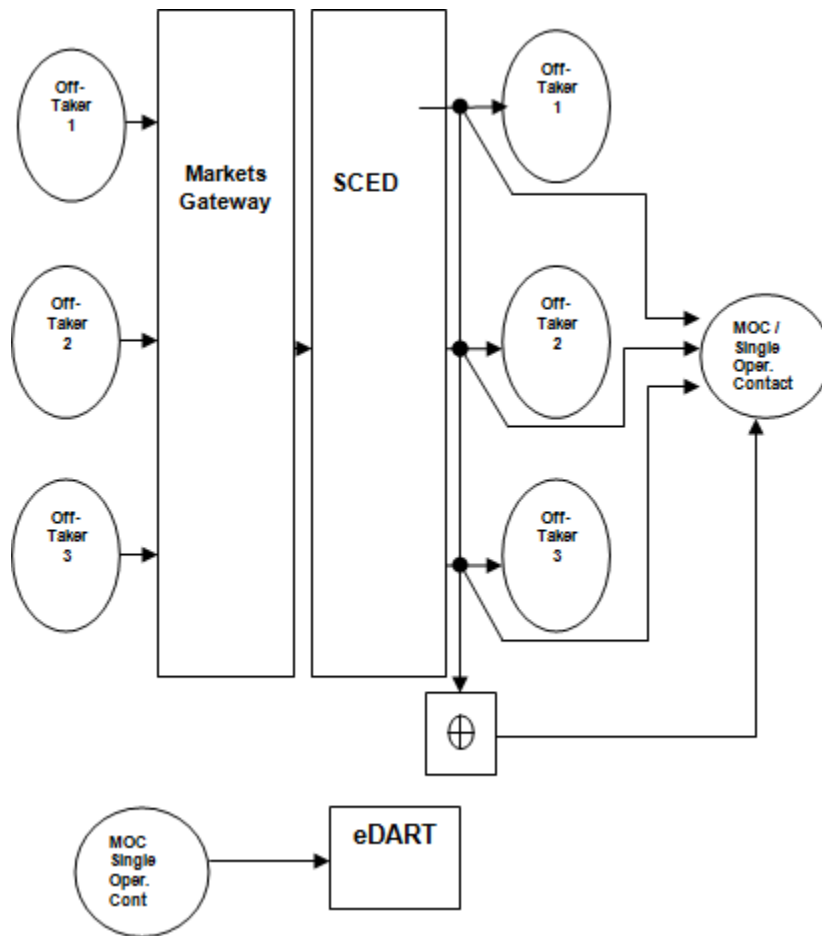 Off-
Taker
1
Markets
Gateway
SCED
Off-
Taker
1
Off-
Taker
2
Off-
Taker
2
MOC /
Single
Oper.
Contact
Off-
Taker
3
Off-
Taker
3
MOC
Single
Oper.
Cont
eDART